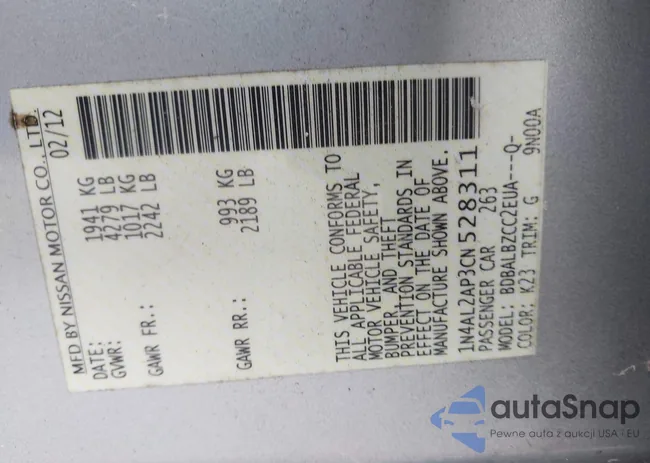 MFD BY NISSAN MOTOR CO., LTD.
DATE: 02/12
GVWR: 1941 KG
4279 LB
GAWR FR.: 1017 KG
2242 LB
GAWR RR.: 993 KG
2189 LB
THIS VEHICLE CONFORMS TO
ALL APPLICABLE FEDERAL
MOTOR VEHICLE SAFETY,
BUMPER, AND THEFT
PREVENTION STANDARDS IN
EFFECT ON THE DATE OF
MANUFACTURE SHOWN ABOVE.
1N4AL2AP3CN528311
PASSENGER CAR 263
MODEL: BDBALBZCC2EUA---Q-
COLOR: K23 TRIM: G 9N00A
autaSnap
Pewne auta z aukcji USA - EU